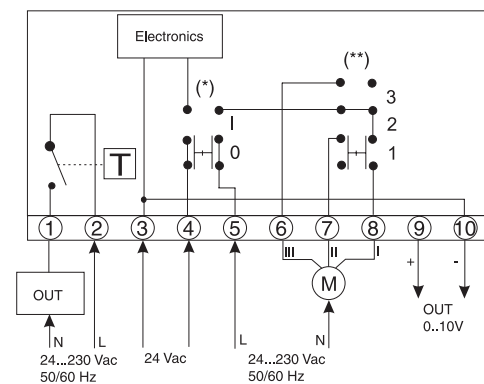 Electronics
(*)
(**)
I
0
3
2
1
T
1 2 3 4 5 6 7 8 9 10
III II I
OUT
M
+ -
N L
24...230 Vac
50/60 Hz
24 Vac
L N
24...230 Vac
50/60 Hz
OUT
0..10V